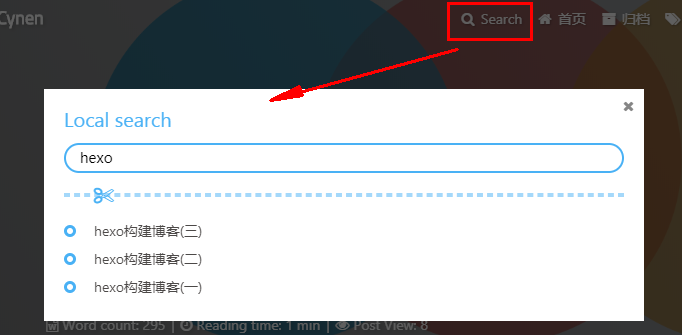 Cynen
Search 首页 归档
Local search
hexo
hexo构建博客(三)
hexo构建博客(二)
hexo构建博客(一)
Word count: 295 | Reading time: 1 min | Post View: 8